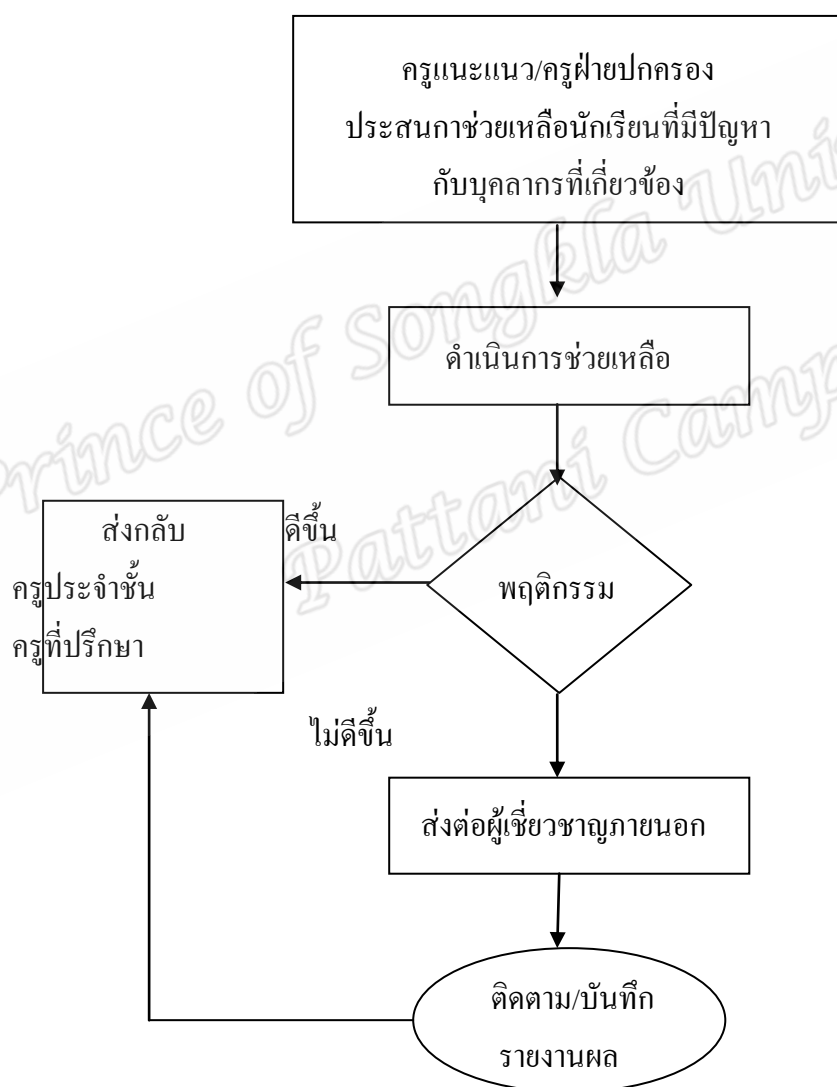 ครูแนะแนว/ครูฝ่ายปกครอง
ประสนกาช่วยเหลือนักเรียนที่มีปัญหา
กับบุคลากรที่เกี่ยวข้อง
ดำเนินการช่วยเหลือ
พฤติกรรม
ดีขึ้น
ส่งกลับ
ครูประจำชั้น
ครูที่ปรึกษา
ไม่ดีขึ้น
ส่งต่อผู้เชี่ยวชาญภายนอก
ติดตาม/บันทึก
รายงานผล
Prince of Songkla Uni
Pattani Camp